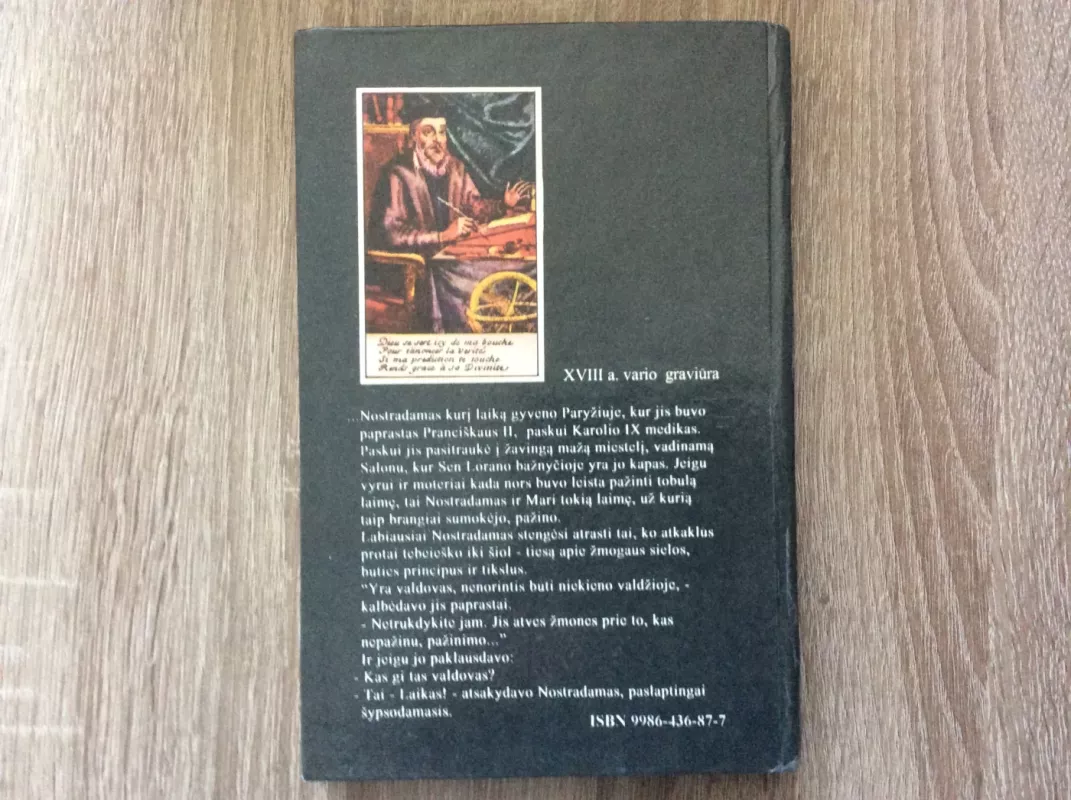 Dieu se sert icy de ma bouche
Pour t'anoncer la Verité
Si ma prediction te touche
Rends grace à sa Divinité
XVIII a. vario graviūra
...Nostradamas kurį laiką gyveno Paryžiuje, kur jis buvo
paprastas Pranciškaus II, paskui Karolio IX medikas.
Paskui jis pasitraukė į žavingą mažą miestelį, vadinamą
Salonu, kur Sen Lorano bažnyčioje yra jo kapas. Jeigu
vyrui ir moteriai kada nors buvo leista pažinti tobulą
laimę, tai Nostradamas ir Mari tokią laimę, už kurią
taip brangiai sumokėjo, pažino.
Labiausiai Nostradamas stengėsi atrasti tai, ko atkaklus
protai tebeieško iki šiol - tiesą apie žmogaus sielos,
buties principus ir tikslus.
"Yra valdovas, nenorintis buti niekieno valdžioje, -
kalbėdavo jis paprastai.
- Netrukdykite jam. Jis atves žmones prie to, kas
nepažinu, pažinimo..."
Ir jeigu jo paklausdavo:
- Kas gi tas valdovas?
- Tai - Laikas! - atsakydavo Nostradamas, paslaptingai
šypsodamasis.
ISBN 9986-436-87-7